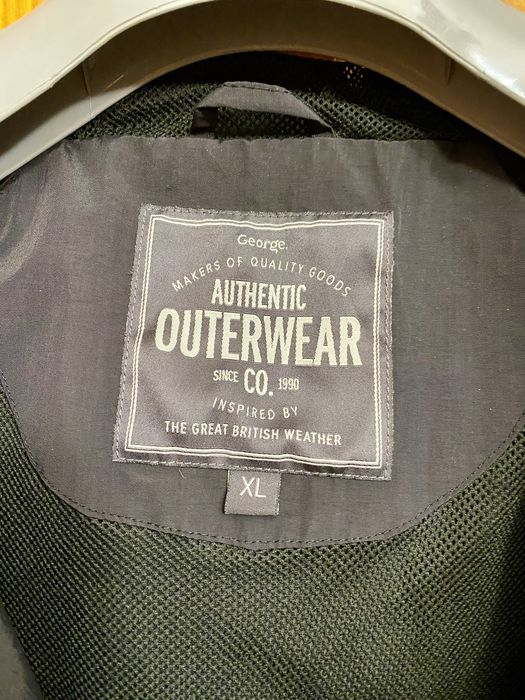 George.
MAKERS OF QUALITY GOODS
AUTHENTIC
OUTERWEAR
SINCE CO. 1990
INSPIRED BY
THE GREAT BRITISH WEATHER
XL